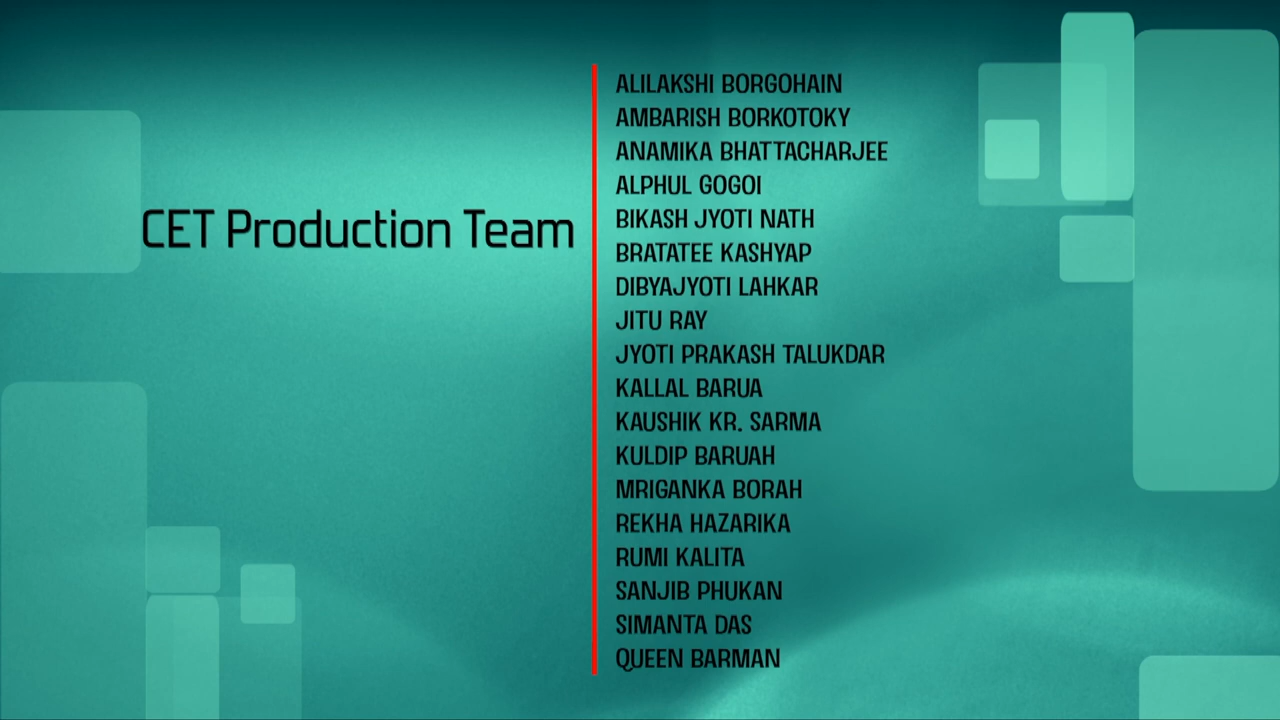 CET Production Team
ALILAKSHI BORGOHAIN
AMBARISH BORKOTOKY
ANAMIKA BHATTACHARJEE
ALPHUL GOGOI
BIKASH JYOTI NATH
BRATATEE KASHYAP
DIBYAJYOTI LAHKAR
JITU RAY
JYOTI PRAKASH TALUKDAR
KALLAL BARUA
KAUSHIK KR. SARMA
KULDIP BARUAH
MRIGANKA BORAH
REKHA HAZARIKA
RUMI KALITA
SANJIB PHUKAN
SIMANTA DAS
QUEEN BARMAN